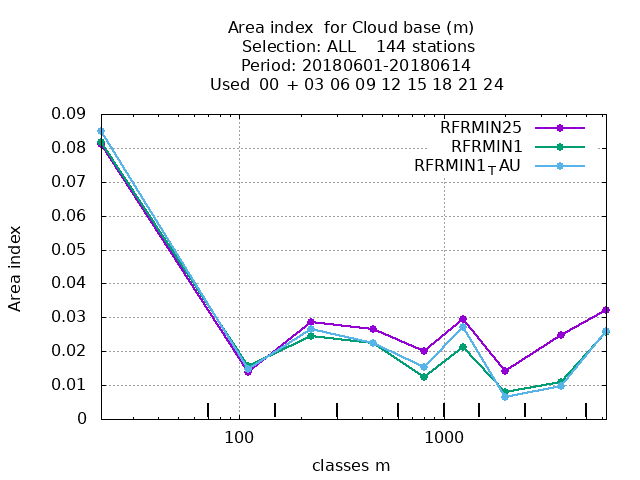 Area index  for Cloud base (m)
Selection: ALL    144 stations
Period: 20180601-20180614
Used  00 + 03 06 09 12 15 18 21 24
0.09
0.08
0.07
0.06
0.05
0.04
0.03
0.02
0.01
0
Area index
RFRMIN25
RFRMIN1
RFRMIN1TAU
100
1000
classes m